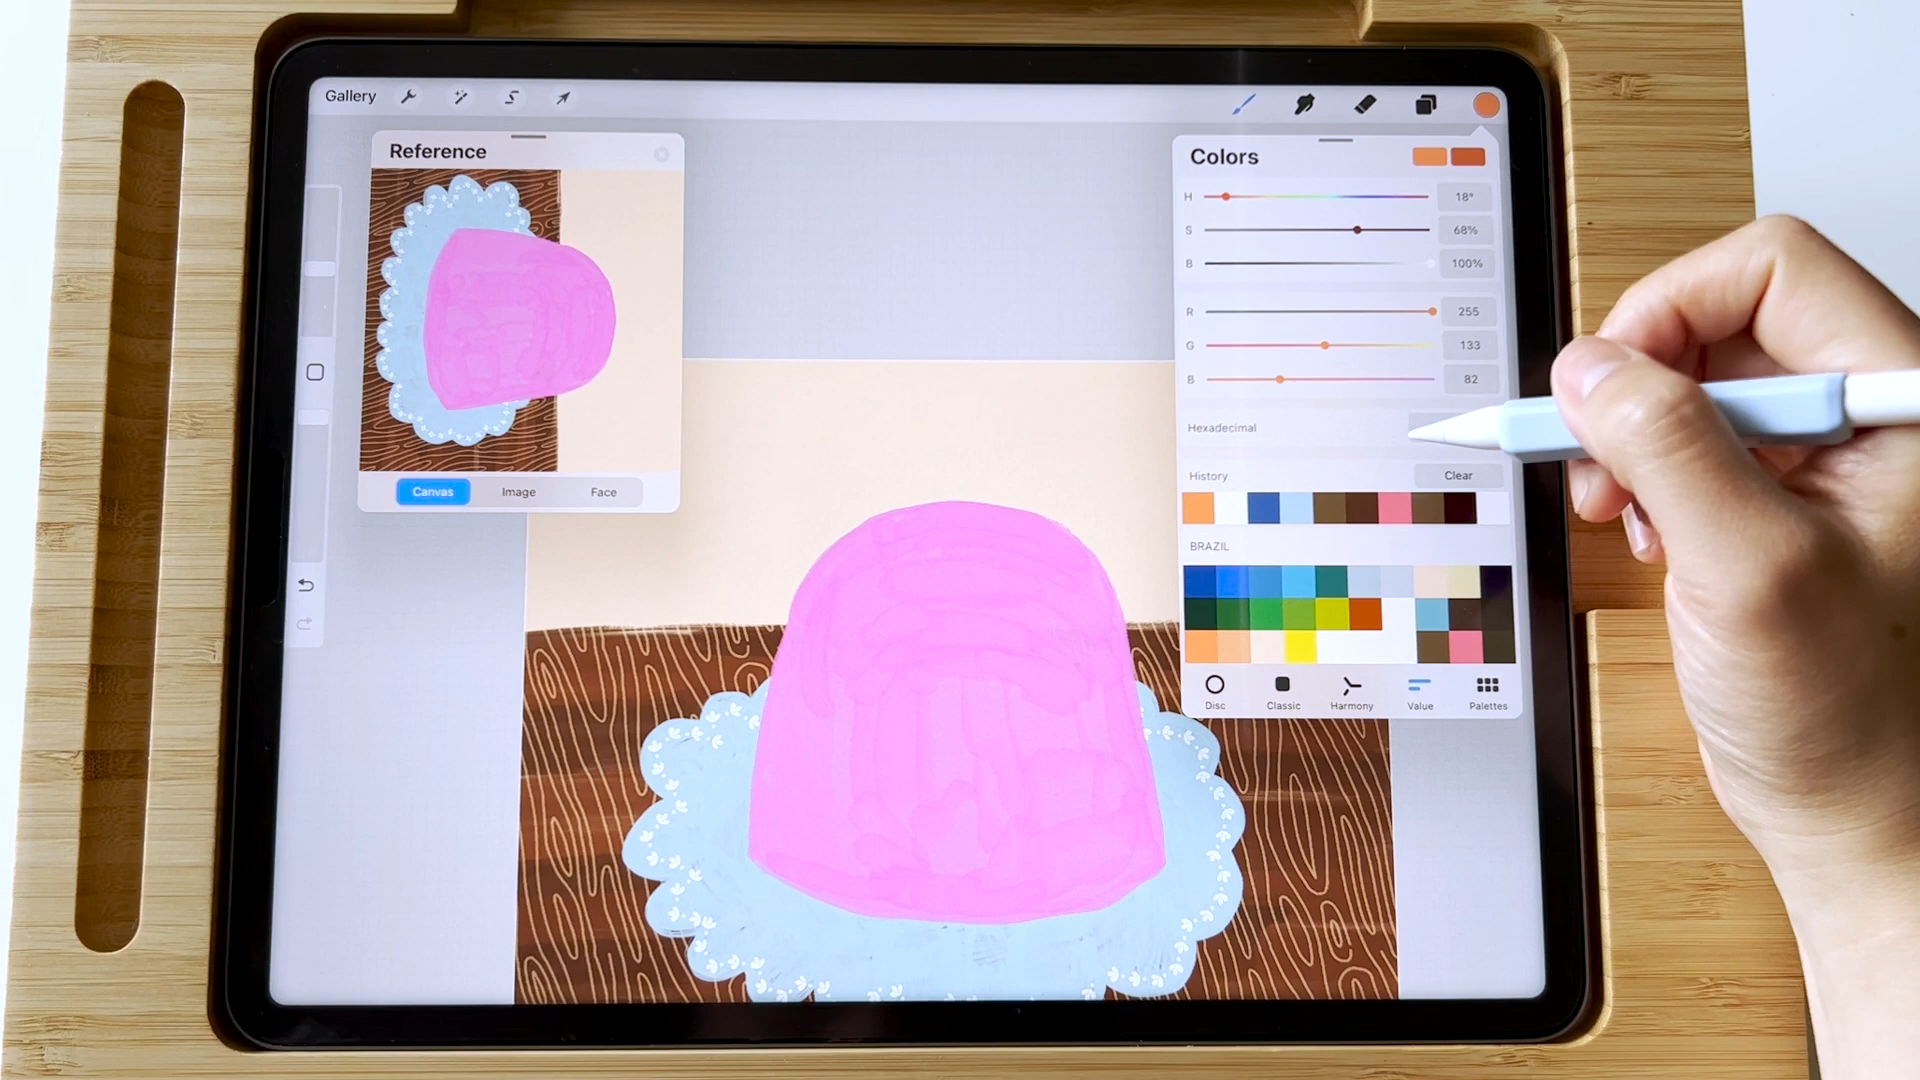 Gallery
Reference
Canvas Image Face
Colors
H 18°
S 68%
B 100%
R 255
G 133
B 82
Hexadecimal
History Clear
BRAZIL
Disc Classic Harmony Value Palettes